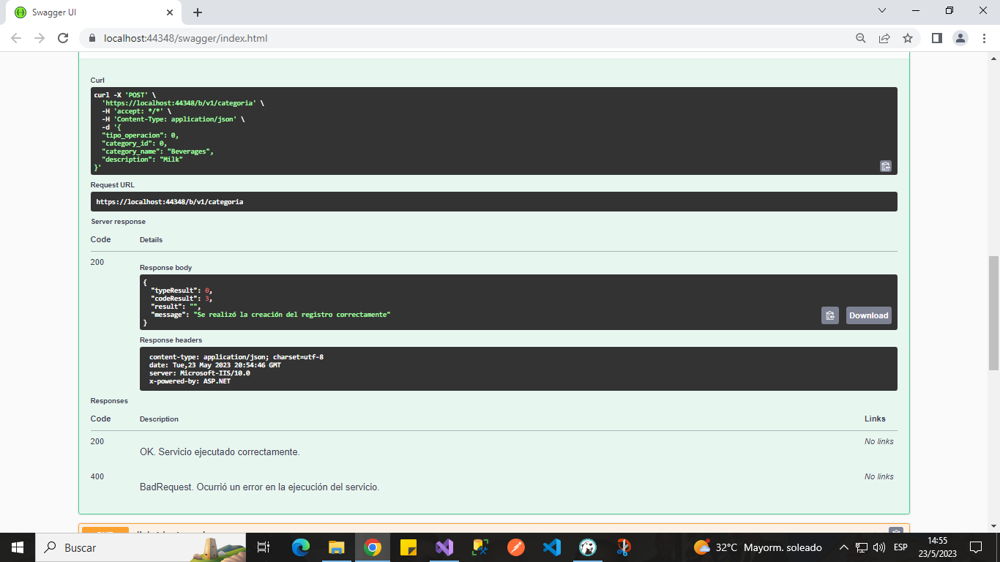 Swagger UI
localhost:44348/swagger/index.html
Curl
curl -X 'POST' \
'https://localhost:44348/b/v1/categoria' \
-H 'accept: */*' \
-H 'Content-Type: application/json' \
-d '{
"tipo_operacion": 0,
"category_id": 0,
"category_name": "Beverages",
"description": "Milk"
}'
Request URL
https://localhost:44348/b/v1/categoria
Server response
Code Details
200
Response body
{
"typeResult": 0,
"codeResult": 3,
"result": "",
"message": "Se realizó la creación del registro correctamente"
}
Download
Response headers
content-type: application/json; charset=utf-8
date: Tue,23 May 2023 20:54:46 GMT
server: Microsoft-IIS/10.0
x-powered-by: ASP.NET
Responses
Code Description Links
200 No links
OK. Servicio ejecutado correctamente.
400 No links
BadRequest. Ocurrió un error en la ejecución del servicio.
Buscar
32°C Mayorm. soleado
ESP
14:55
23/5/2023